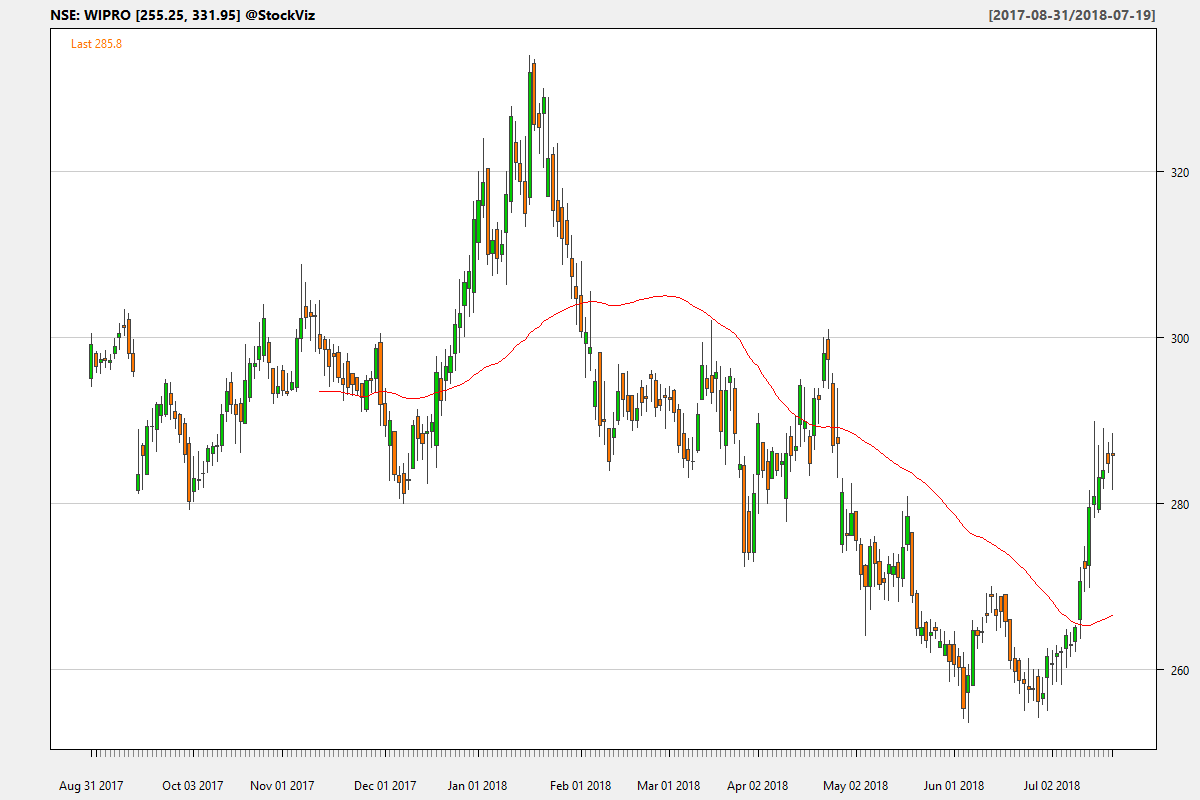 NSE: WIPRO [255.25, 331.95] @StockViz
[2017-08-31/2018-07-19]
Last 285.8
320
300
280
260
Aug 31 2017
Oct 03 2017
Nov 01 2017
Dec 01 2017
Jan 01 2018
Feb 01 2018
Mar 01 2018
Apr 02 2018
May 02 2018
Jun 01 2018
Jul 02 2018